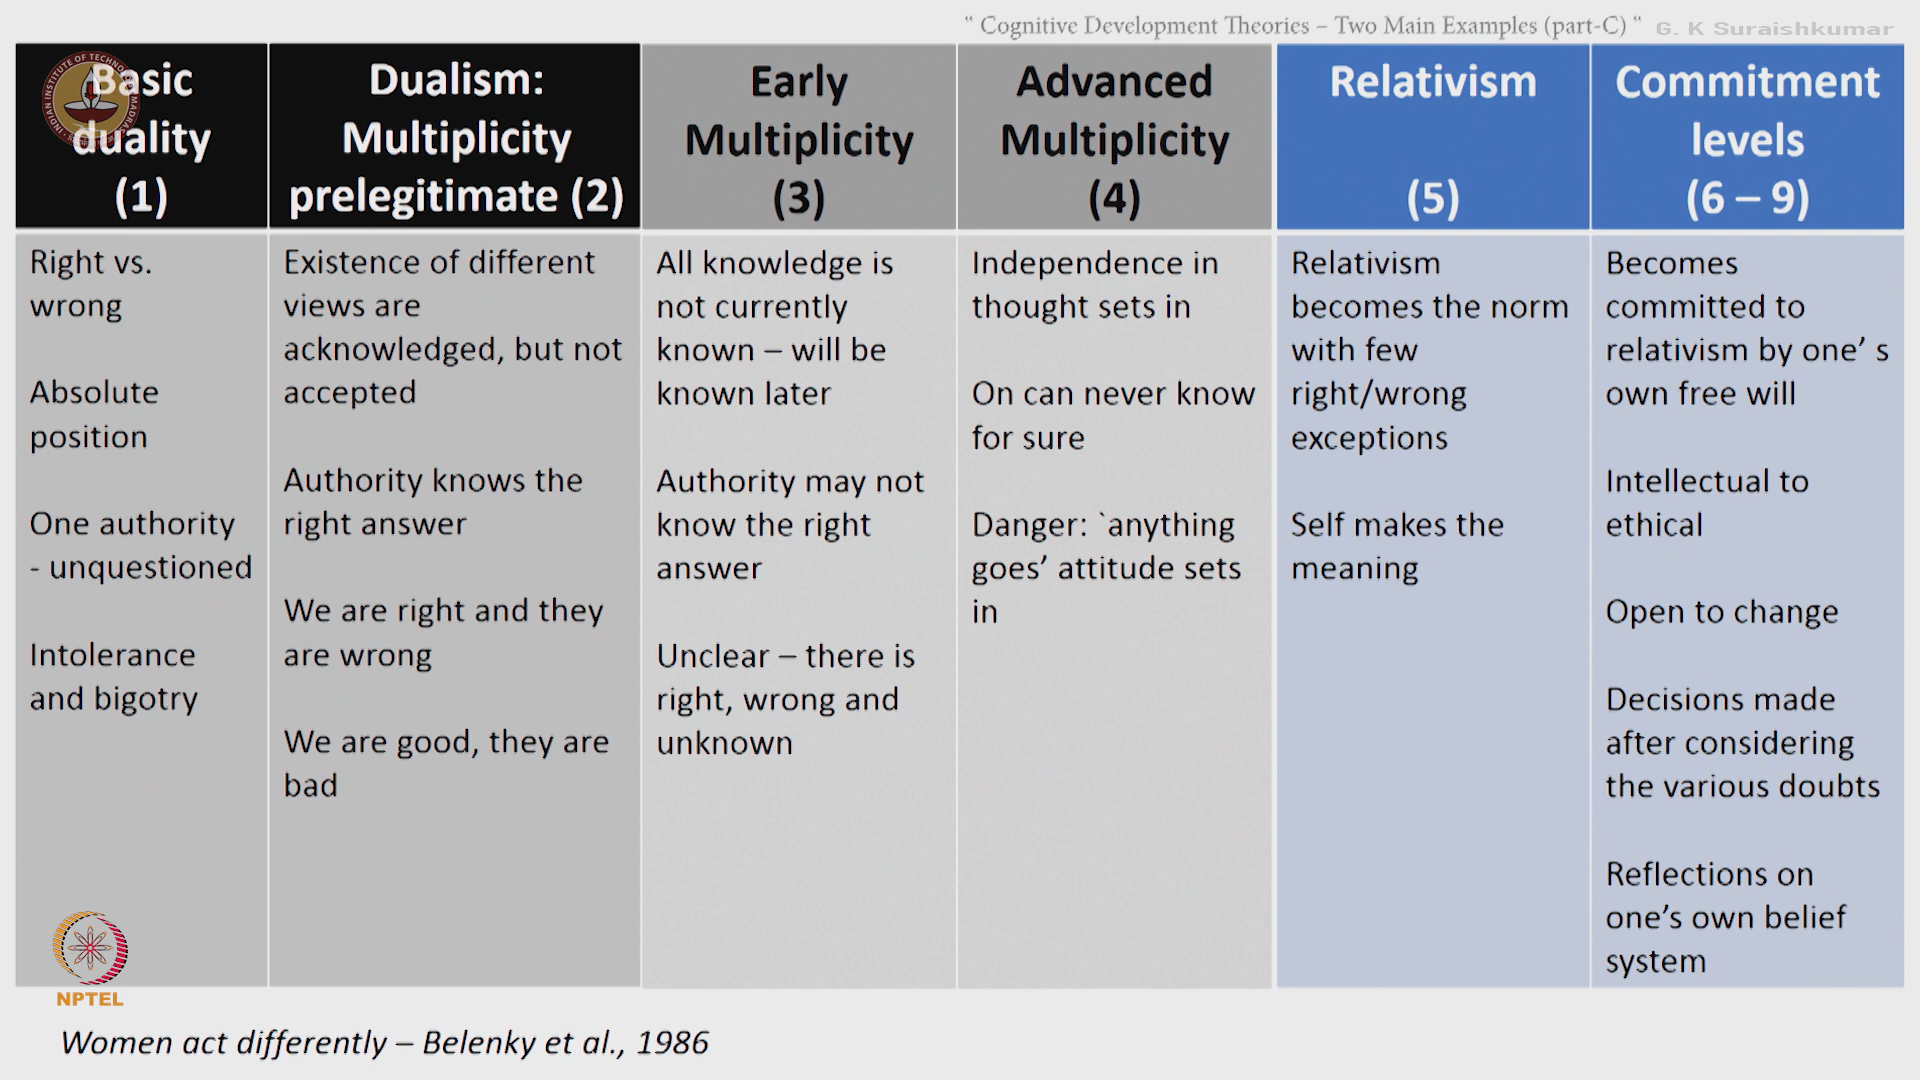 " Cognitive Development Theories – Two Main Examples (part-C) "
G. K Suraishkumar
Basic
duality
(1)
Dualism:
Multiplicity
prelegitimate (2)
Early
Multiplicity
(3)
Advanced
Multiplicity
(4)
Relativism
(5)
Commitment
levels
(6 – 9)
Right vs.
wrong
Absolute
position
One authority
- unquestioned
Intolerance
and bigotry
Existence of different
views are
acknowledged, but not
accepted
Authority knows the
right answer
We are right and they
are wrong
We are good, they are
bad
All knowledge is
not currently
known – will be
known later
Authority may not
know the right
answer
Unclear – there is
right, wrong and
unknown
Independence in
thought sets in
On can never know
for sure
Danger: `anything
goes’ attitude sets
in
Relativism
becomes the norm
with few
right/wrong
exceptions
Self makes the
meaning
Becomes
committed to
relativism by one’ s
own free will
Intellectual to
ethical
Open to change
Decisions made
after considering
the various doubts
Reflections on
one’s own belief
system
NPTEL
Women act differently – Belenky et al., 1986